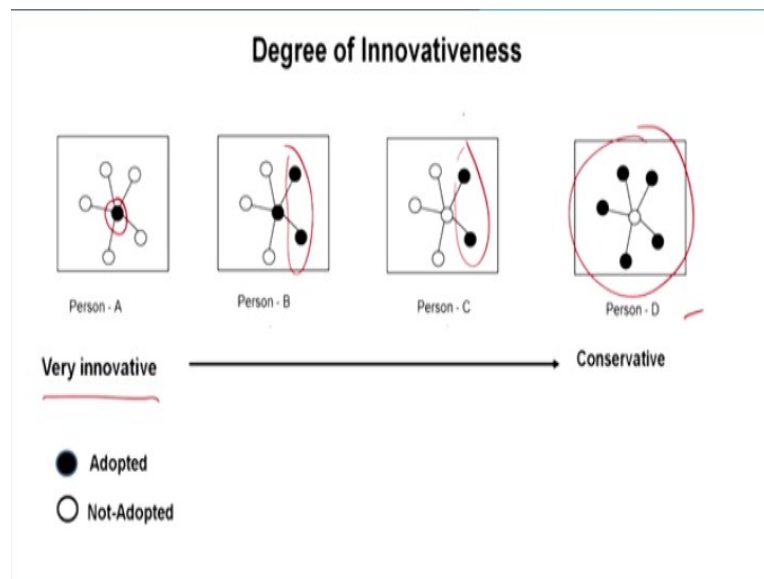 Degree of Innovativeness
Person - A
Person - B
Person - C
Person - D
Very innovative
Conservative
Adopted
Not-Adopted